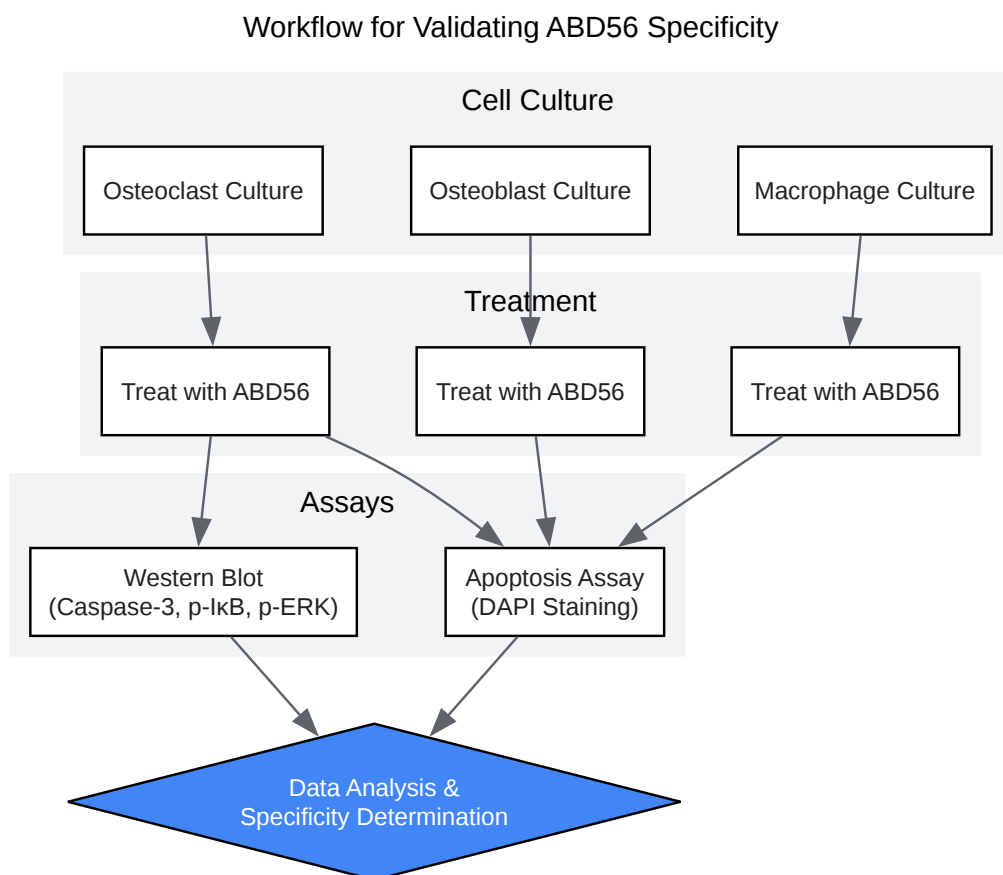 Workflow for Validating ABD56 Specificity
Cell Culture
Osteoclast Culture
Osteoblast Culture
Macrophage Culture
Treatment
Treat with ABD56
Treat with ABD56
Treat with ABD56
Assays
Western Blot
(Caspase-3, p-IκB, p-ERK)
Apoptosis Assay
(DAPI Staining)
Data Analysis &
Specificity Determination